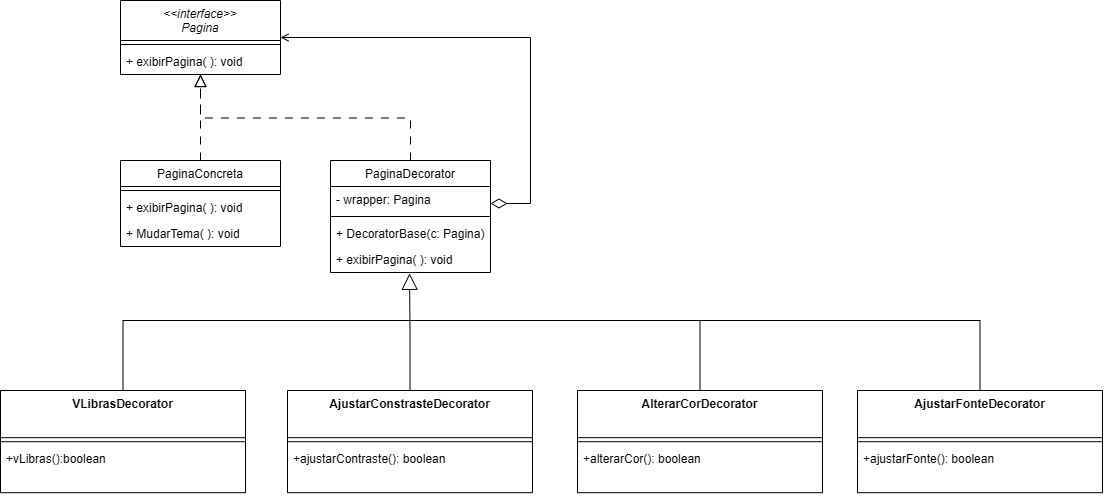 <<interface>>
Pagina
+ exibirPagina( ): void
PaginaConcreta
+ exibirPagina( ): void
+ MudarTema( ): void
PaginaDecorator
- wrapper: Pagina
+ DecoratorBase(c: Pagina)
+ exibirPagina( ): void
VLibrasDecorator
+vLibras():boolean
AjustarConstrasteDecorator
+ajustarContraste(): boolean
AlterarCorDecorator
+alterarCor(): boolean
AjustarFonteDecorator
+ajustarFonte(): boolean